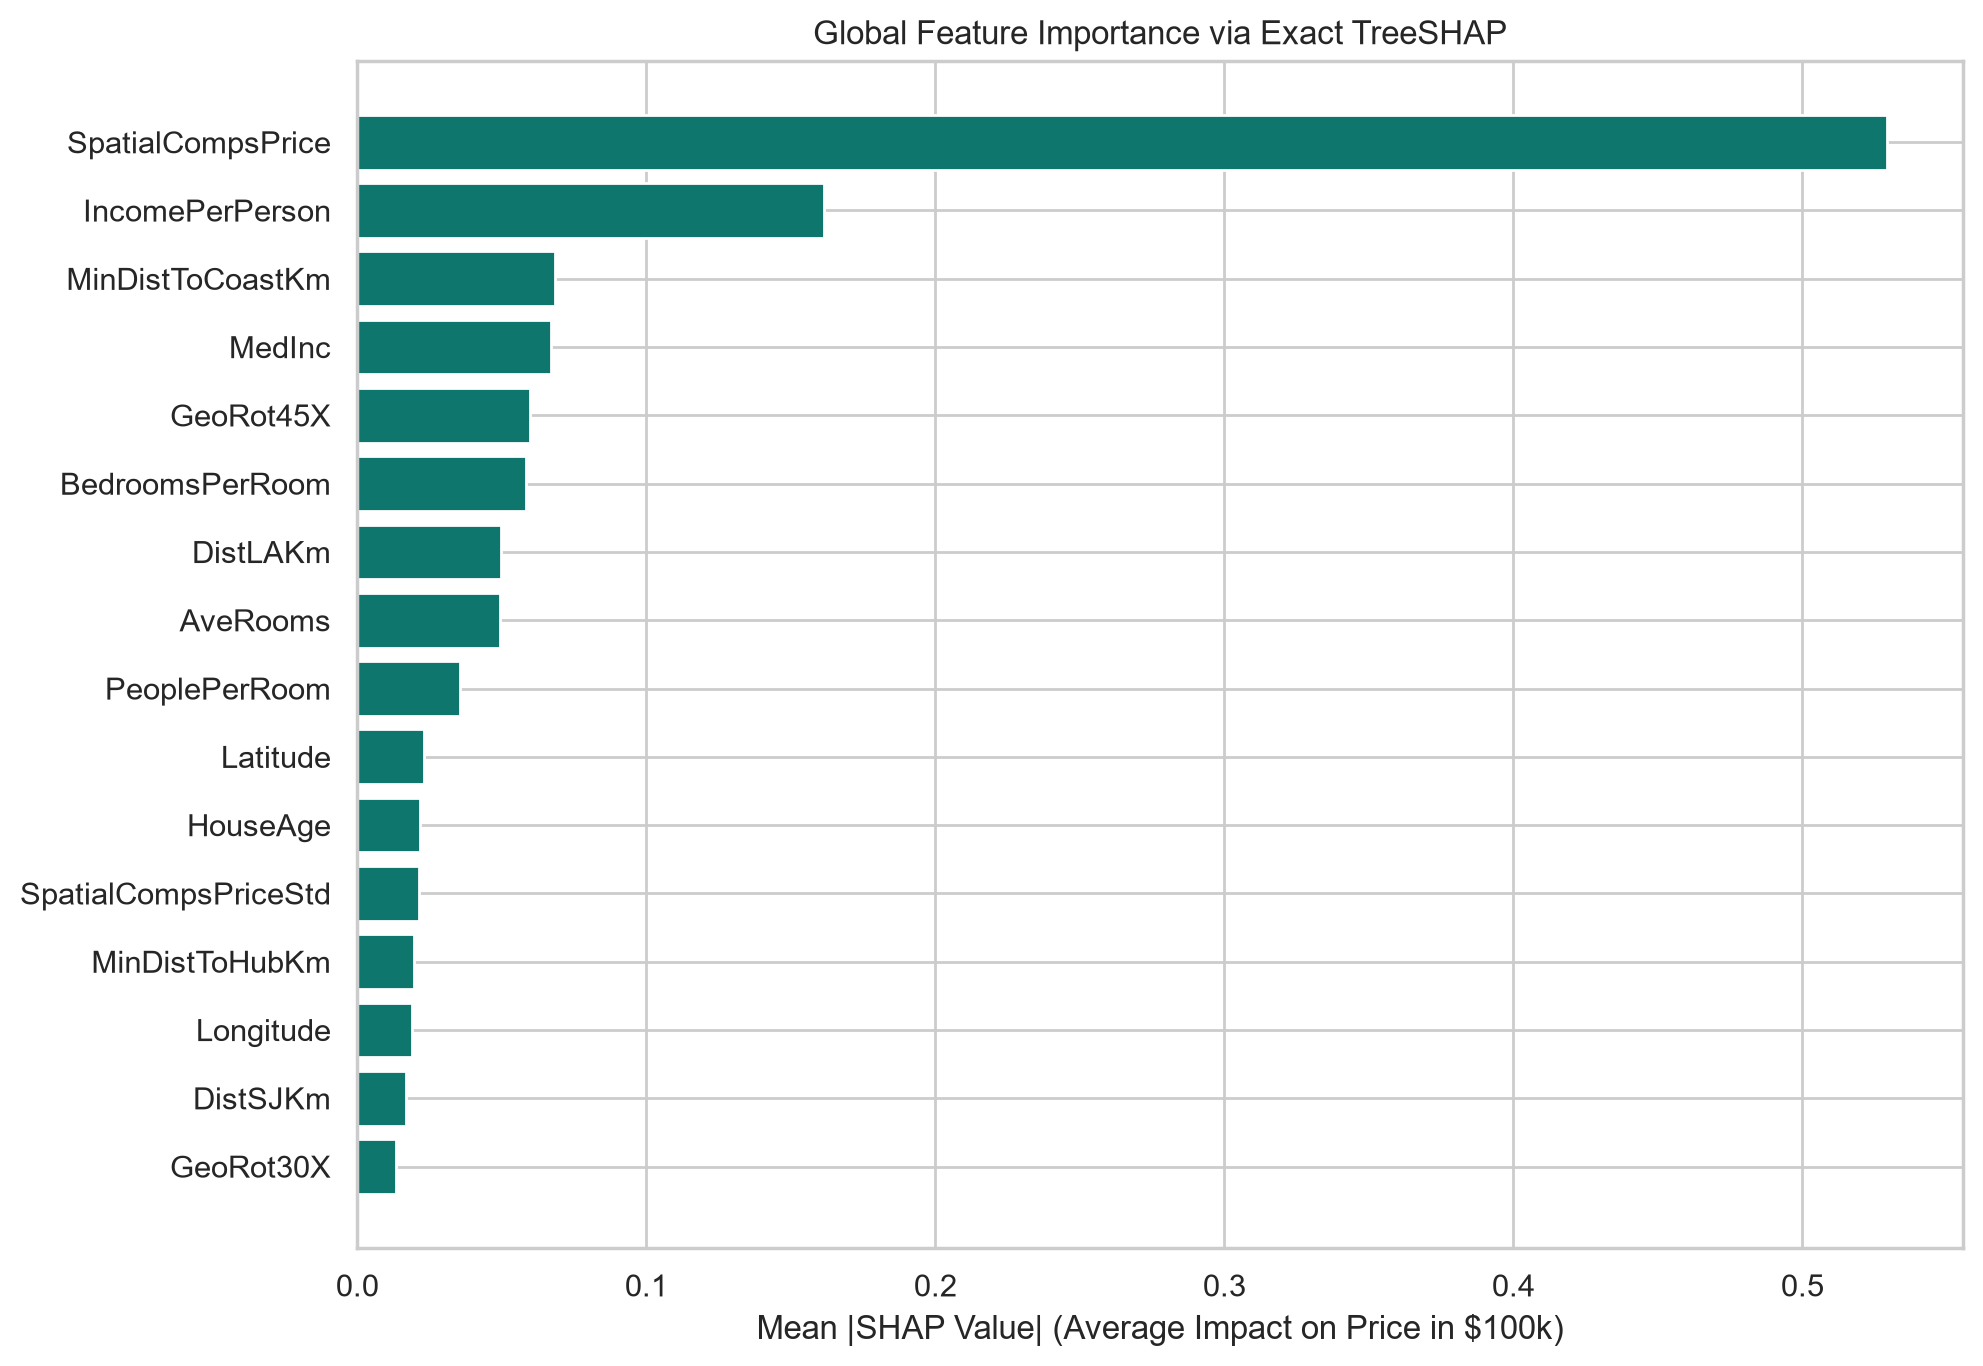 Global Feature Importance via Exact TreeSHAP
SpatialCompsPrice
IncomePerPerson
MinDistToCoastKm
MedInc
GeoRot45X
BedroomsPerRoom
DistLAKm
AveRooms
PeoplePerRoom
Latitude
HouseAge
SpatialCompsPriceStd
MinDistToHubKm
Longitude
DistSJKm
GeoRot30X
0.0 0.1 0.2 0.3 0.4 0.5
Mean |SHAP Value| (Average Impact on Price in $100k)